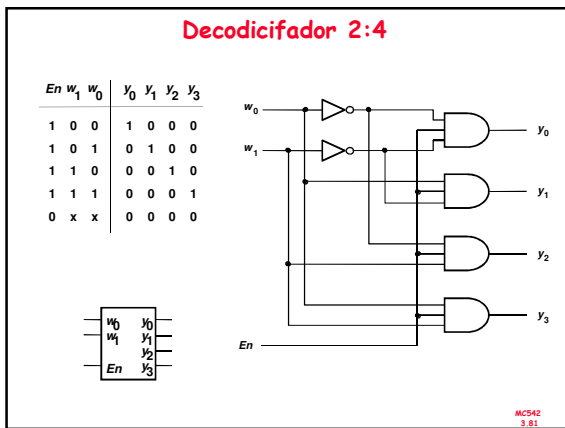 Decodicifador 2:4
En w1 w0 y0 y1 y2 y3
1 0 0 1 0 0 0
1 0 1 0 1 0 0
1 1 0 0 0 1 0
1 1 1 0 0 0 1
0 x x 0 0 0 0
w0
w1
En
y0
y1
y2
y3
w0 y0
w1 y1
y2
En y3
MC542
3.81